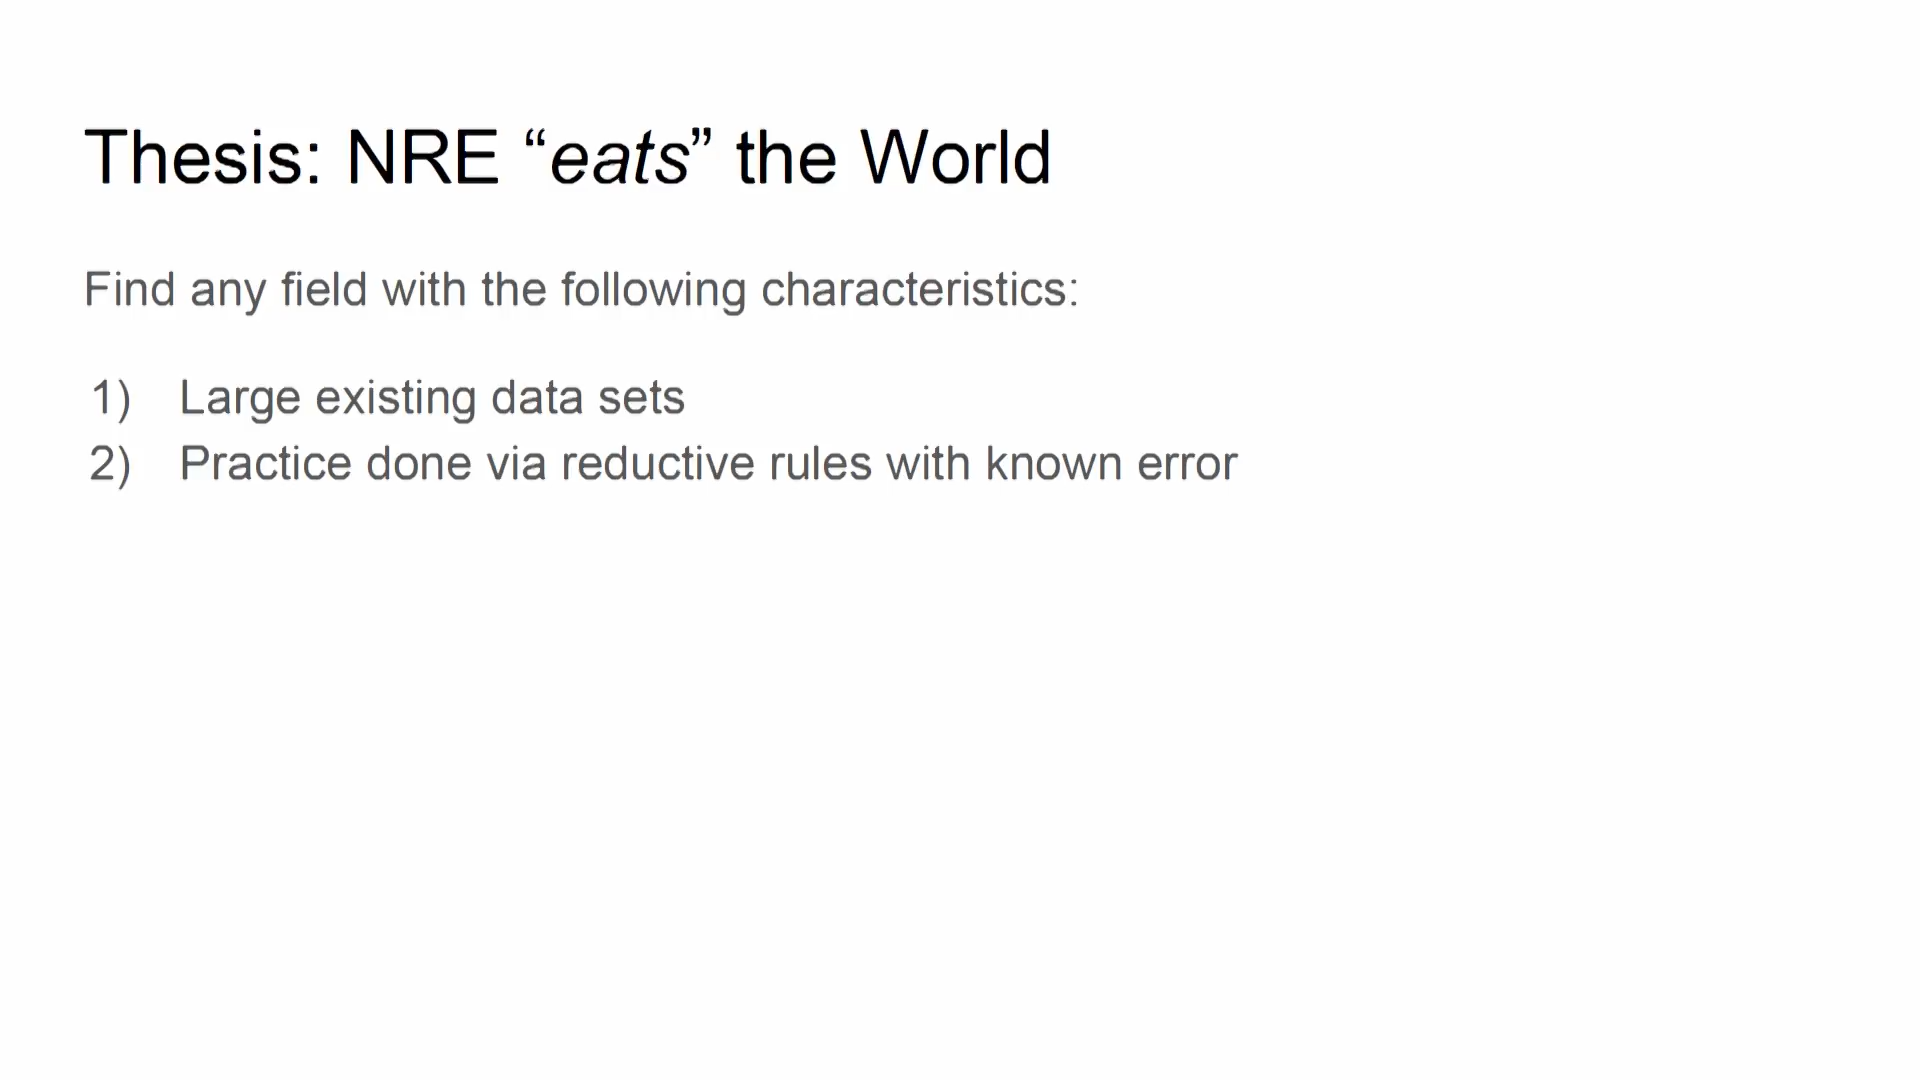 Thesis: NRE “eats” the World
Find any field with the following characteristics:
1) Large existing data sets
2) Practice done via reductive rules with known error